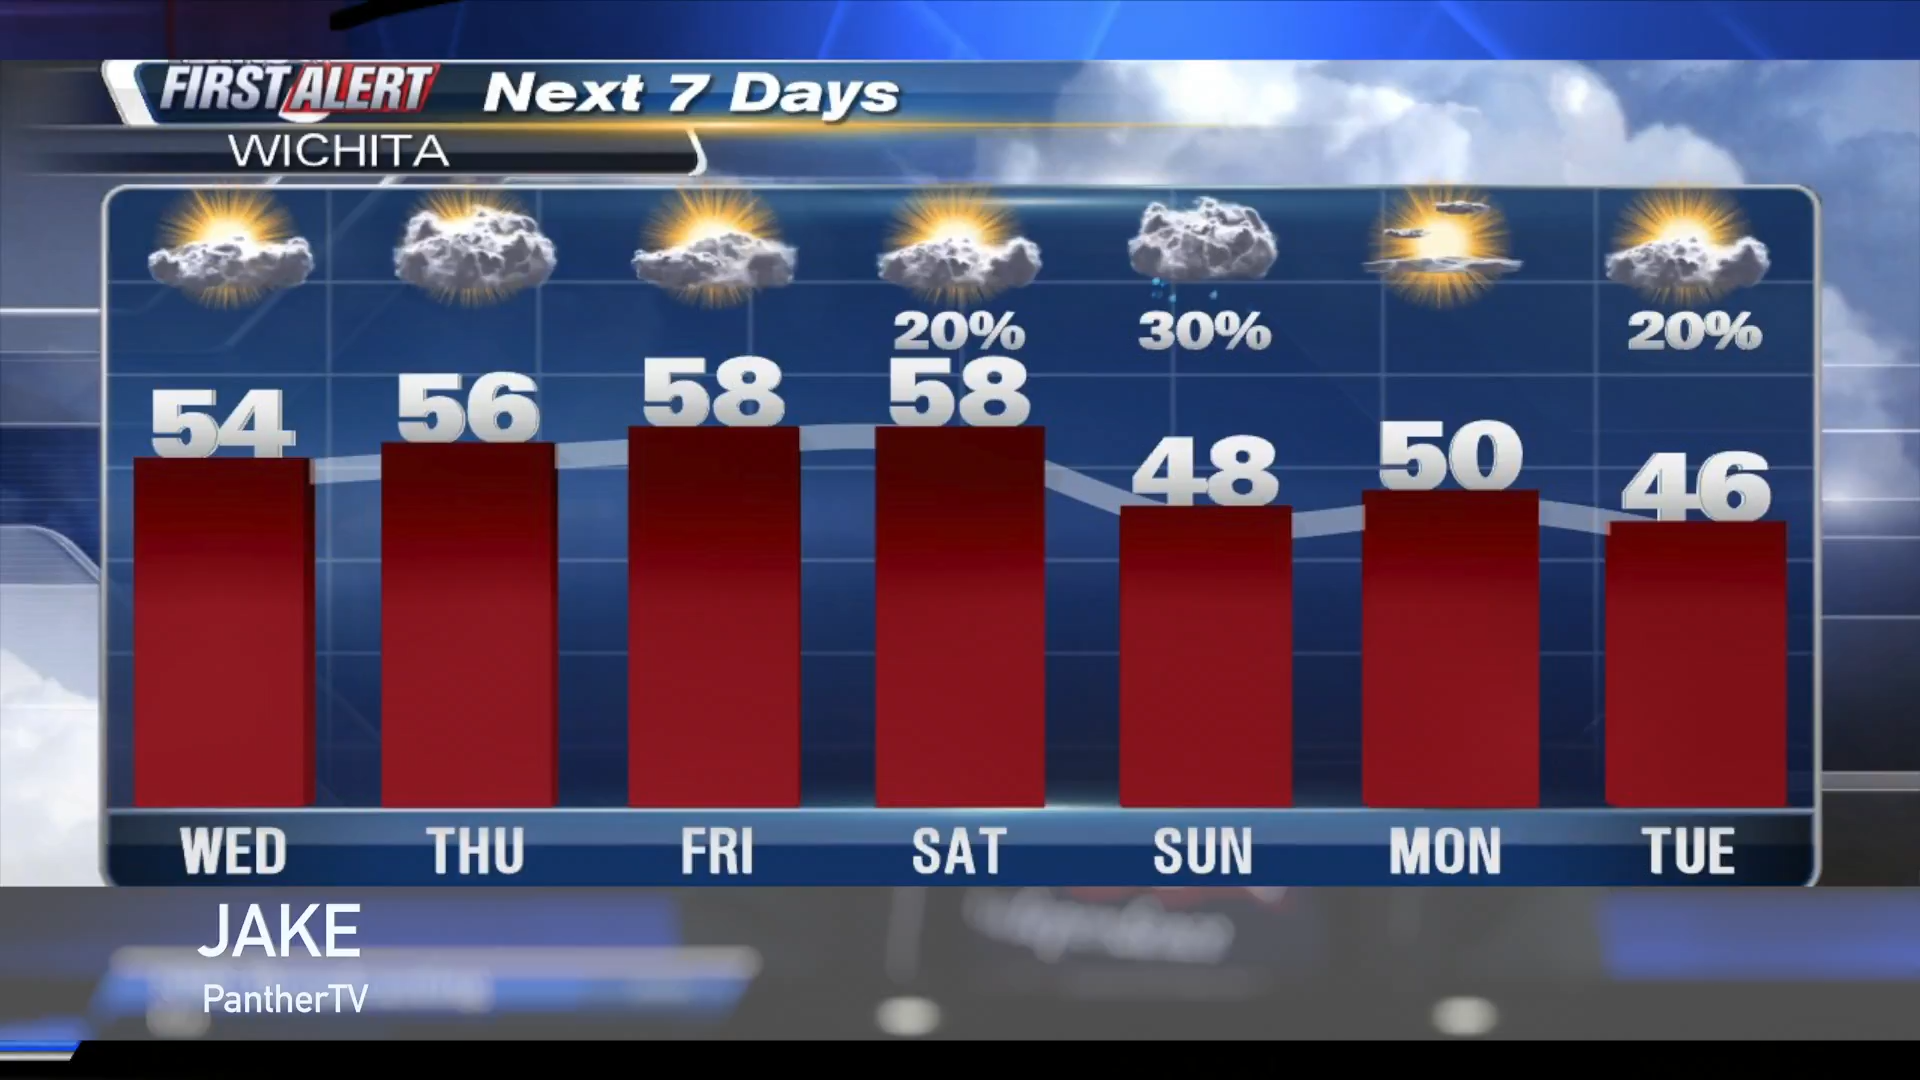 FIRST ALERT Next 7 Days
WICHITA
20% 30% 20%
54 56 58 58 48 50 46
WED THU FRI SAT SUN MON TUE
JAKE
PantherTV